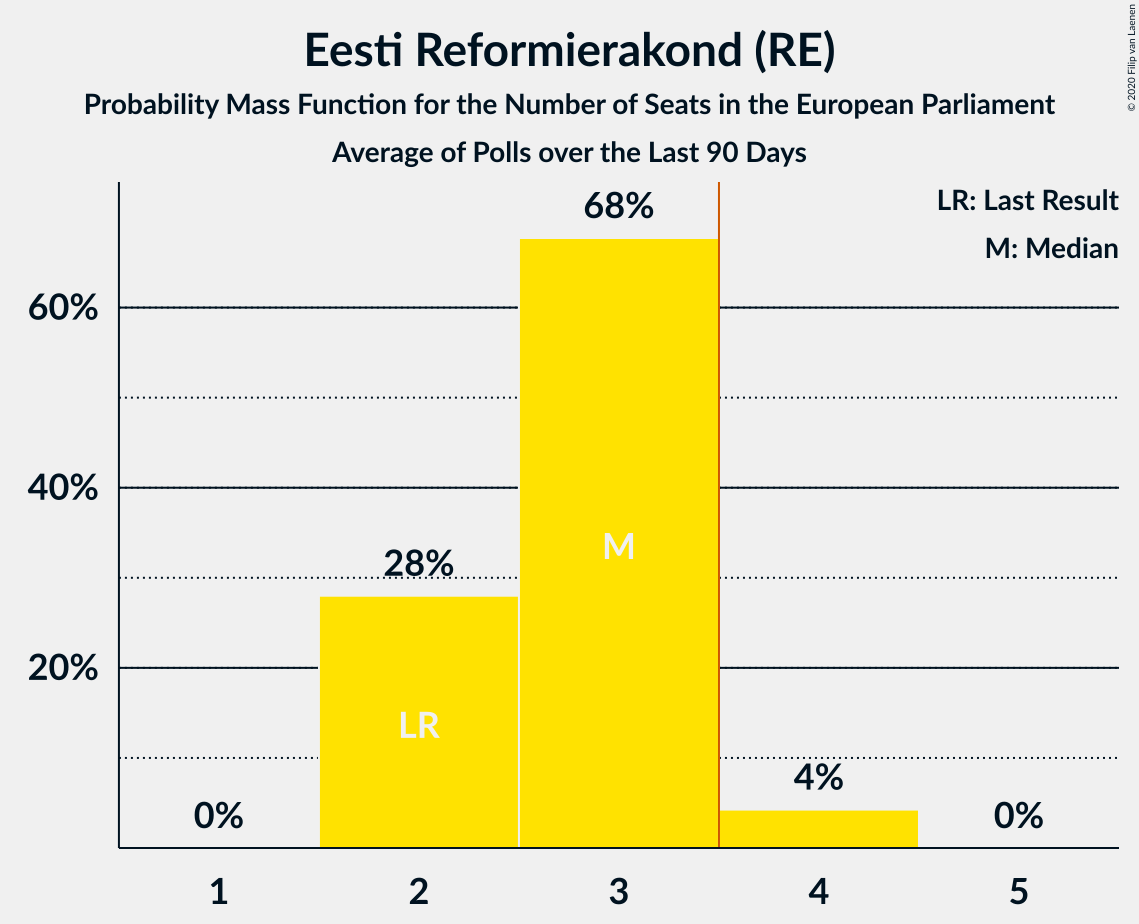 Eesti Reformierakond (RE)
Probability Mass Function for the Number of Seats in the European Parliament
Average of Polls over the Last 90 Days
© 2020 Filip van Laenen
LR: Last Result
M: Median
68%
60%
40%
M
28%
20%
LR
4%
0%
0%
1 2 3 4 5